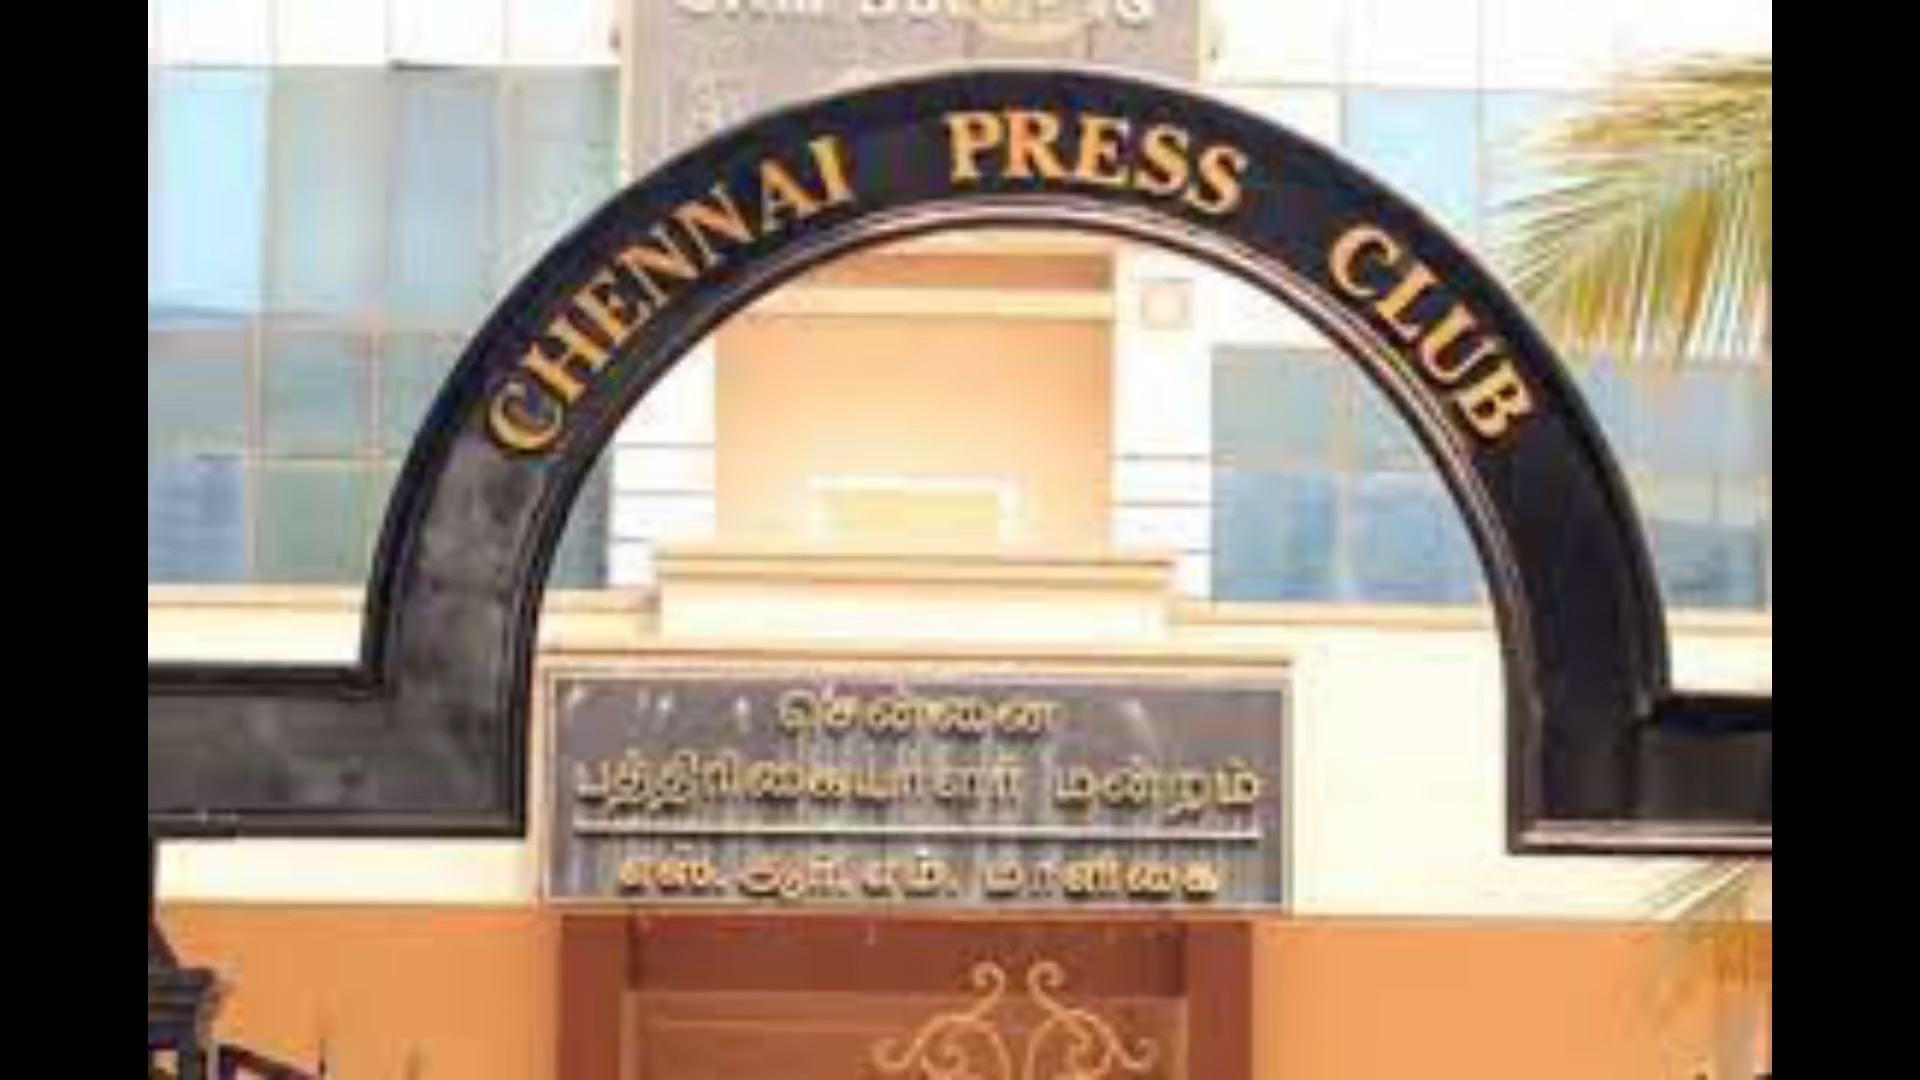 CHENNAI PRESS CLUB
சென்னை
பத்திரிகையாளர் மன்றம்
எஸ்.ஆர்.எம். மாளிகை